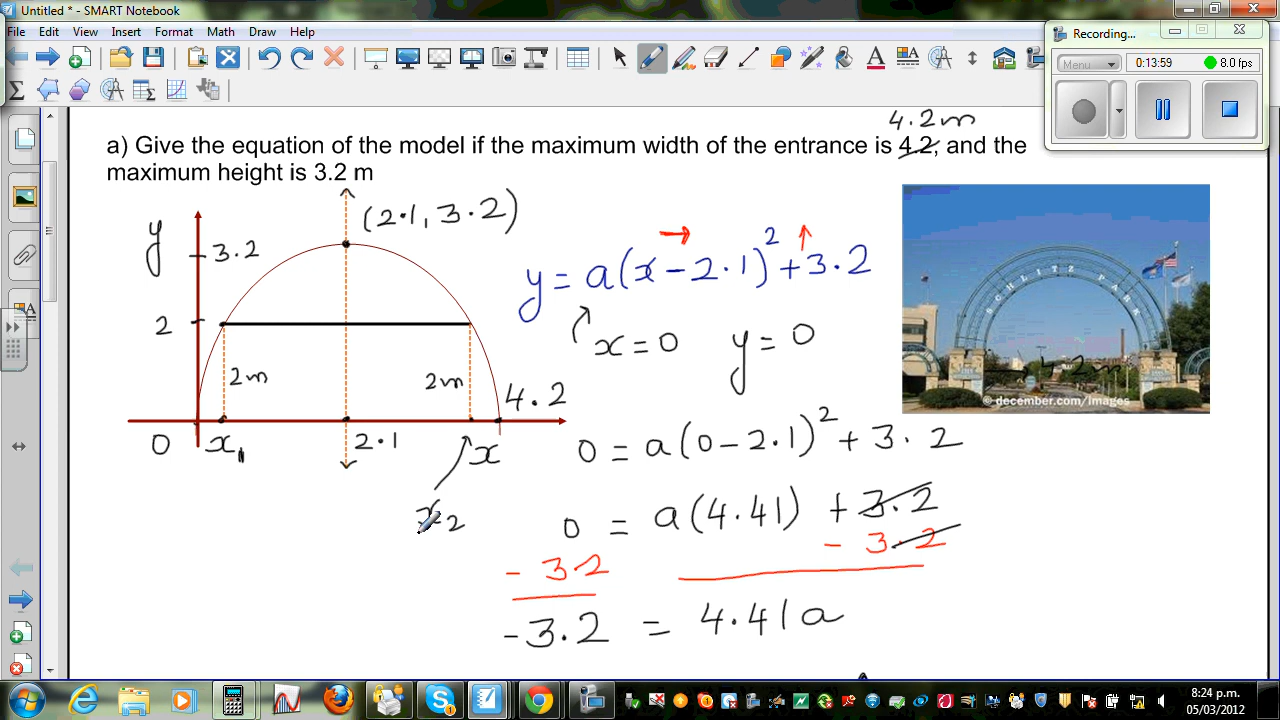 Untitled * - SMART Notebook
File Edit View Insert Format Math Draw Help
Recording...
Menu
0:13:59
8.0 fps
4.2m
a) Give the equation of the model if the maximum width of the entrance is 4.2, and the
maximum height is 3.2 m
y
3.2
(2.1, 3.2)
y = a(x - 2.1)² + 3.2
SCHLITZ PARK
2
x = 0 y = 0
2m
2m
4.2m
© december.com/images
4.2
0
x₁
2.1
x
x₂
0 = a(0 - 2.1)² + 3.2
0 = a(4.41) + 3.2
- 3.2
- 3.2
-3.2 = 4.41a
8:24 p.m.
05/03/2012